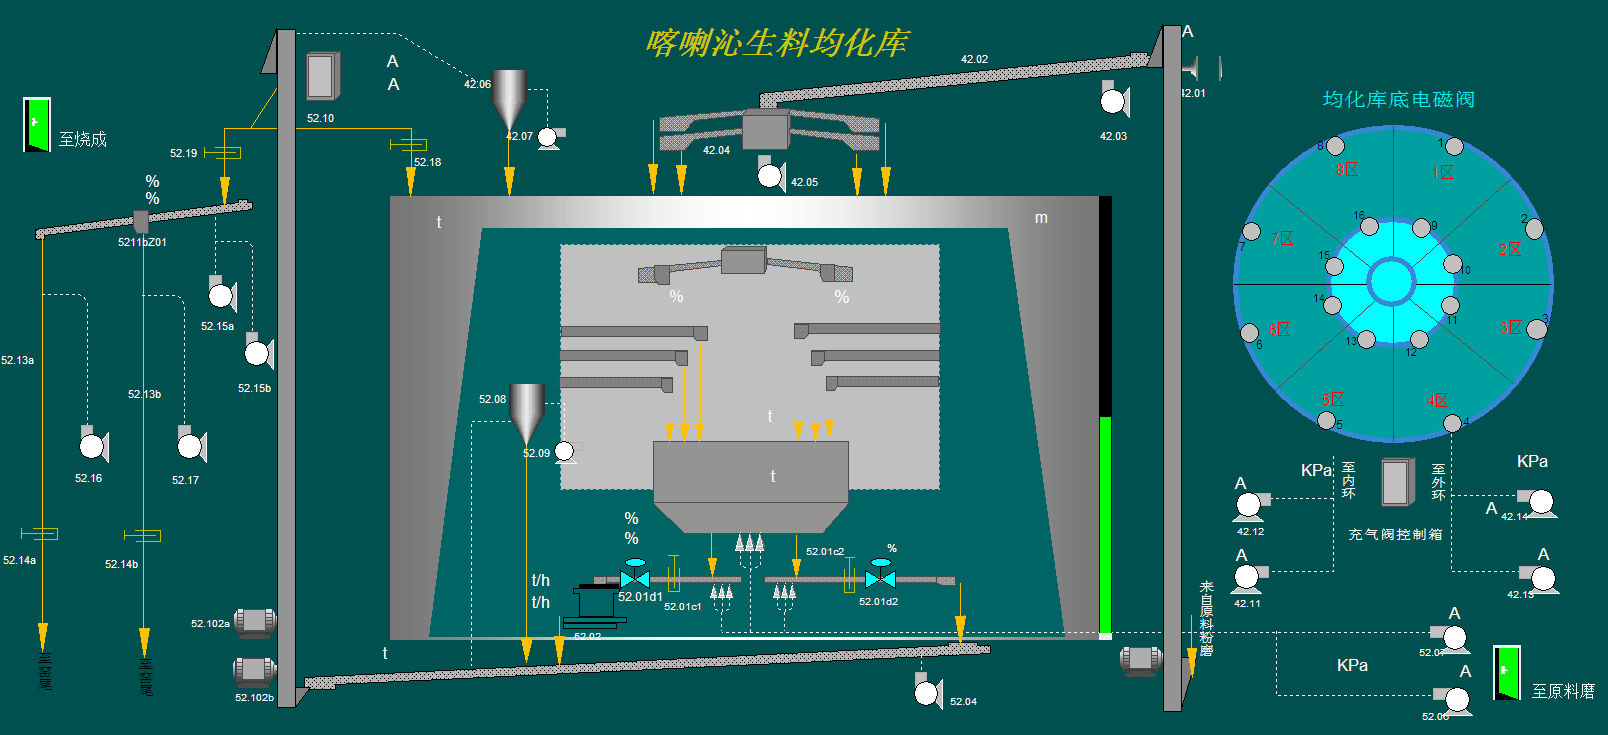 喀喇沁生料均化库
A
42.02
42.01
A
A
52.10
42.06
42.07
42.04
42.05
42.03
均化库底电磁阀
至烧成
52.19
52.18
%
%
5211bZ01
t
m
8
1
8区
1区
7
2
7区
2区
16
9
15
10
14
11
13
12
6区
3区
6
3
5区
4区
5
4
%
%
52.15a
52.15b
52.13a
52.13b
52.16
52.17
52.08
52.09
t
t
KPa
至内环
至外环
KPa
A
42.12
A
42.14
充气阀控制箱
A
42.11
A
42.13
%
%
52.01c2
%
t/h
t/h
52.01d1
52.01c1
52.01d2
52.02
52.14a
52.14b
来自原料粉磨
52.102a
52.102b
t
52.04
A
52.07
KPa
A
52.06
至原料磨